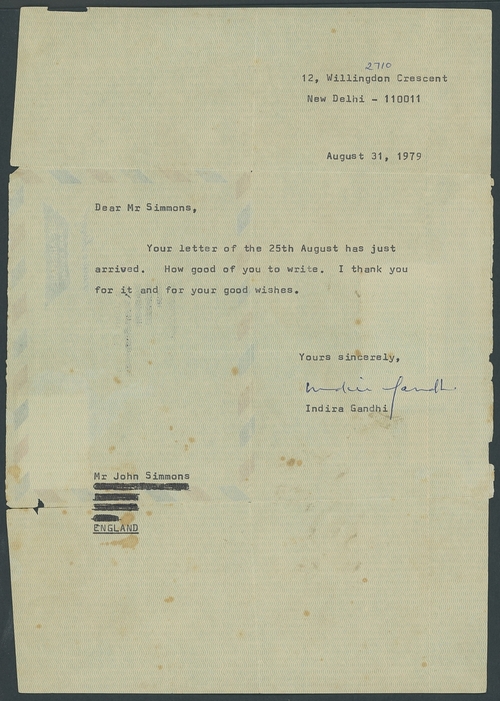 2710
12, Willingdon Crescent
New Delhi - 110011
August 31, 1979
Dear Mr Simmons,
Your letter of the 25th August has just
arrived. How good of you to write. I thank you
for it and for your good wishes.
Yours sincerely,
Indira Gandhi
Indira Gandhi
Mr John Simmons
ENGLAND